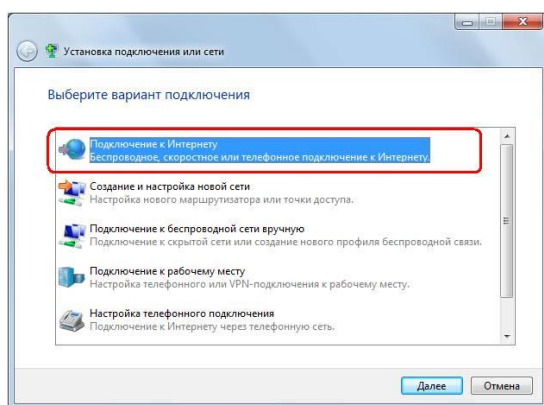 Установка подключения или сети
Выберите вариант подключения
Подключение к Интернету
Беспроводное, скоростное или телефонное подключение к Интернету.
Создание и настройка новой сети
Настройка нового маршрутизатора или точки доступа.
Подключение к беспроводной сети вручную
Подключение к скрытой сети или создание нового профиля беспроводной связи.
Подключение к рабочему месту
Настройка телефонного или VPN-подключения к рабочему месту.
Настройка телефонного подключения
Подключение к Интернету через телефонную сеть.
Далее
Отмена